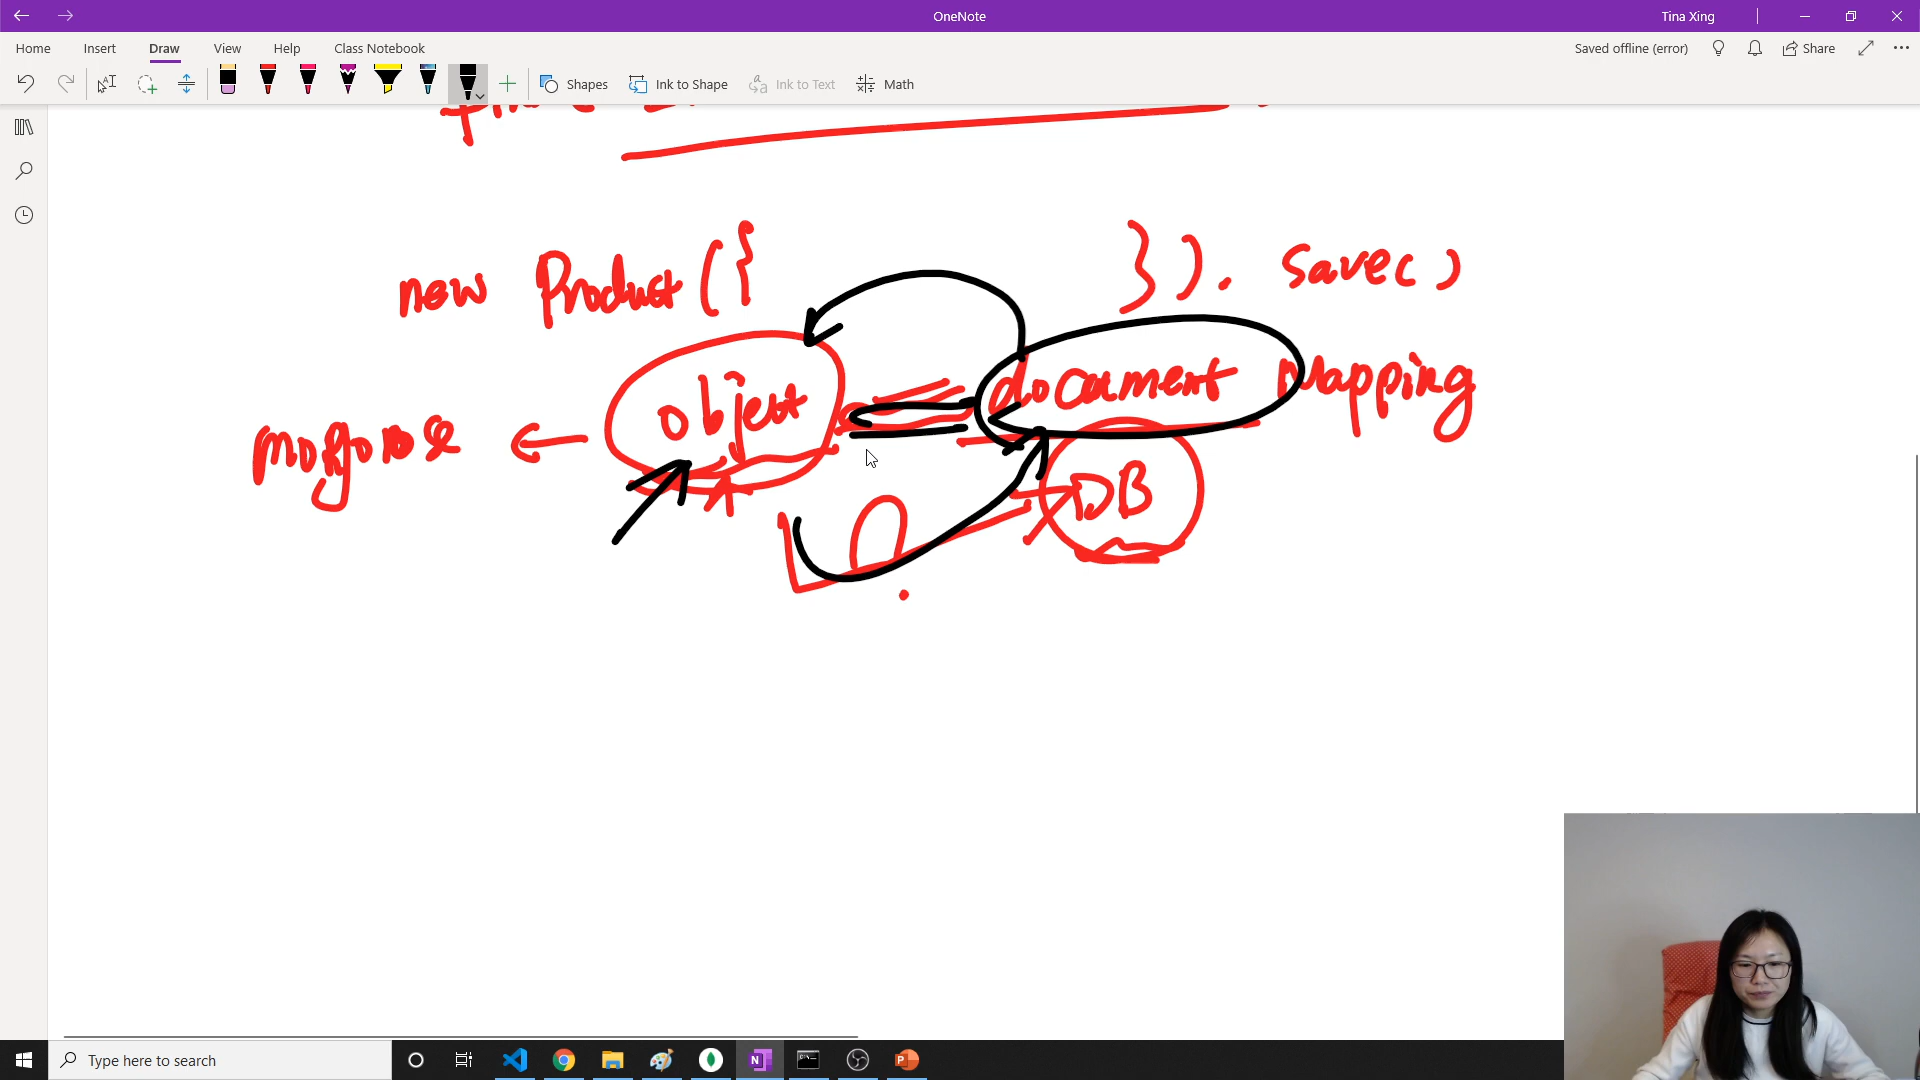 OneNote
Tina Xing
Home Insert Draw View Help Class Notebook
Saved offline (error) Share
Shapes Ink to Shape Ink to Text Math
new Product ({ }). save()
object document Mapping
mongoose
DB
Type here to search